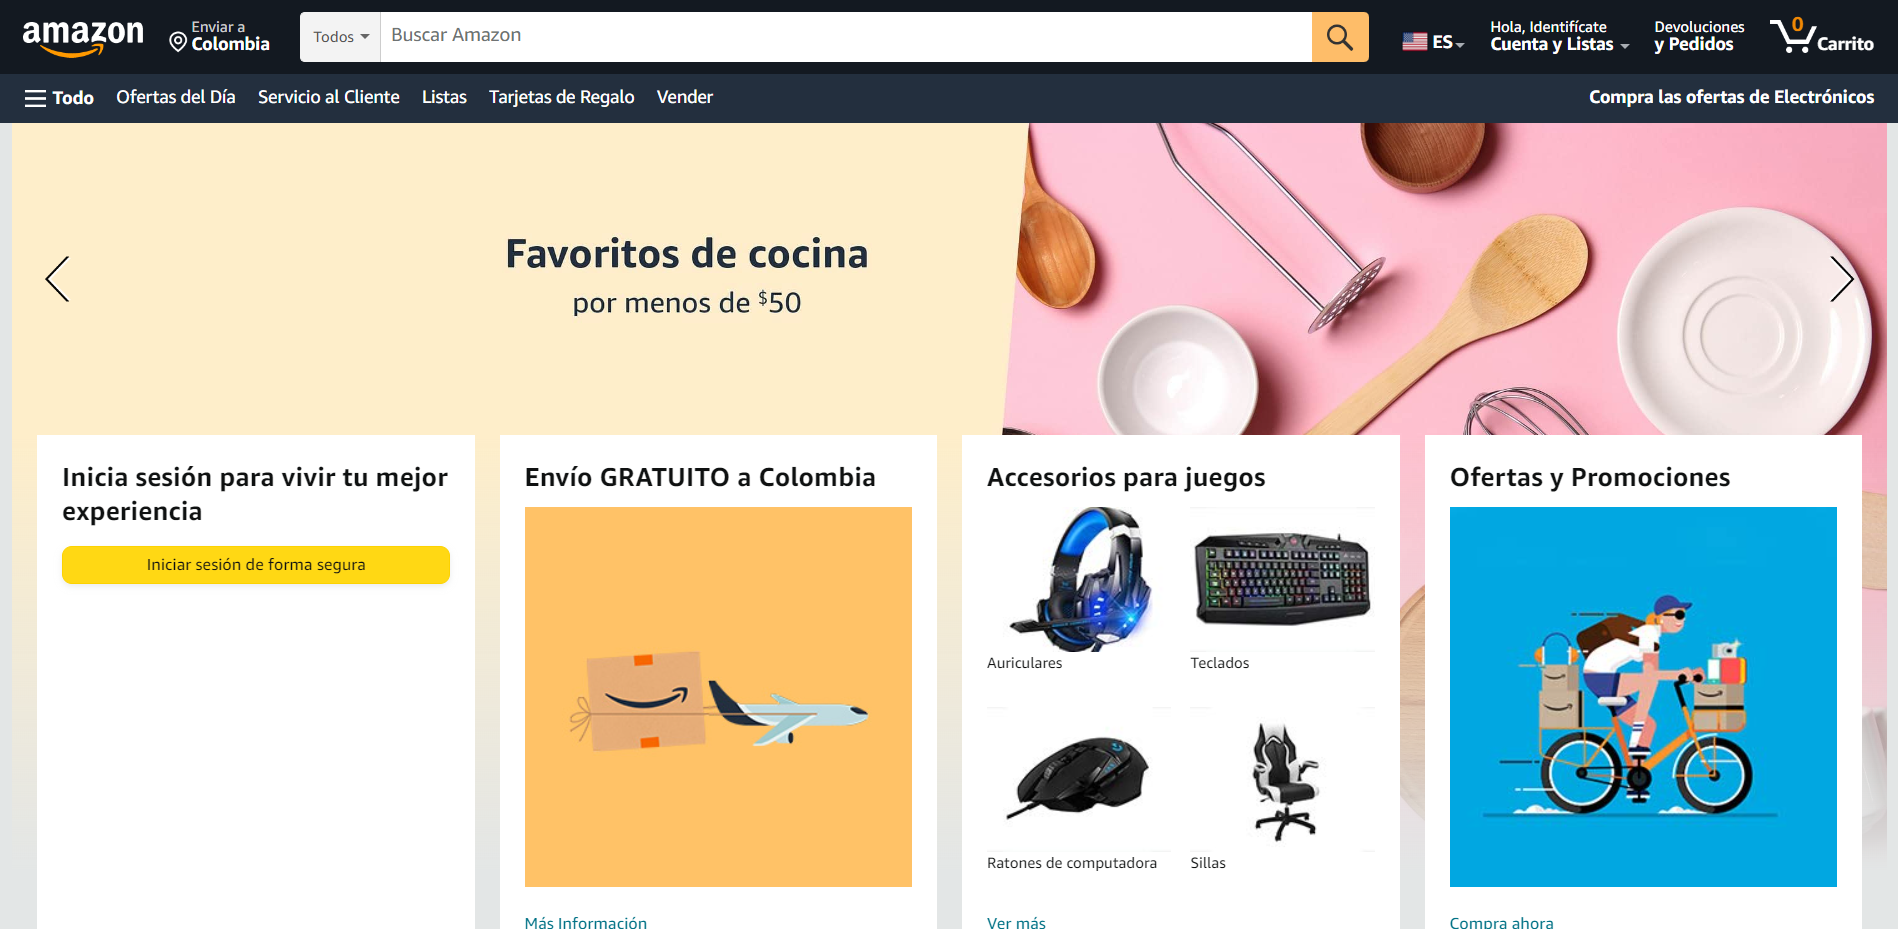 amazon
Enviar a
Colombia
Todos
Buscar Amazon
ES
Hola, Identifícate
Cuenta y Listas
Devoluciones
y Pedidos
0
Carrito
Todo
Ofertas del Día
Servicio al Cliente
Listas
Tarjetas de Regalo
Vender
Compra las ofertas de Electrónicos
Favoritos de cocina
por menos de $50
Inicia sesión para vivir tu mejor
experiencia
Iniciar sesión de forma segura
Envío GRATUITO a Colombia
Más Información
Accesorios para juegos
Auriculares
Teclados
Ratones de computadora
Sillas
Ver más
Ofertas y Promociones
Compra ahora